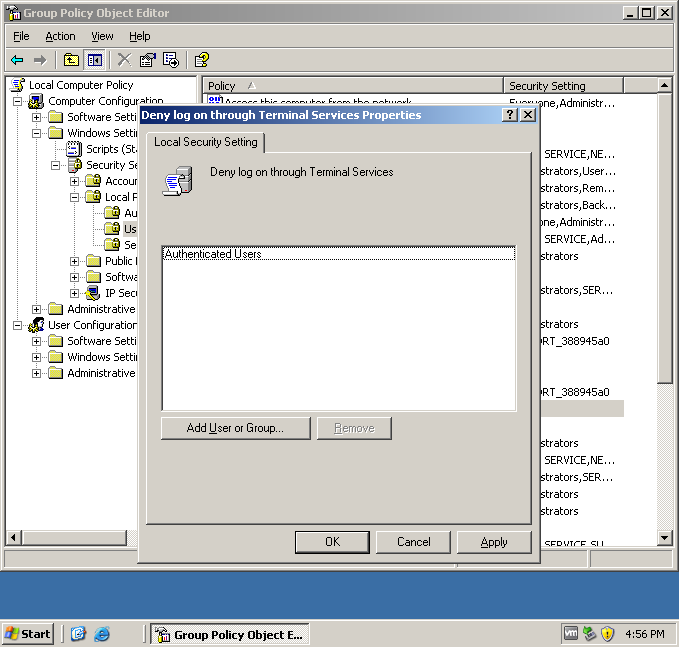 Group Policy Object Editor
File Action View Help
Local Computer Policy
Computer Configuration
Software Setti
Windows Setti
Scripts (Sta
Security Se
Accour
Local P
Au
Us
Se
Public
Softwa
IP Secu
Administrative
User Configuration
Software Setti
Windows Setti
Administrative
Policy Security Setting
Access this computer from the network Everyone,Administr...
SERVICE,NE...
strators,User...
strators,Rem...
strators,Back...
one,Administr...
SERVICE,Ad...
strators
strators,SER...
strators
ORT_388945a0
ORT_388945a0
strators
SERVICE,NE...
strators,SER...
strators
strators
SERVICE,SU
Deny log on through Terminal Services Properties
Local Security Setting
Deny log on through Terminal Services
Authenticated Users
Add User or Group... Remove
OK Cancel Apply
Start Group Policy Object E... vm 4:56 PM